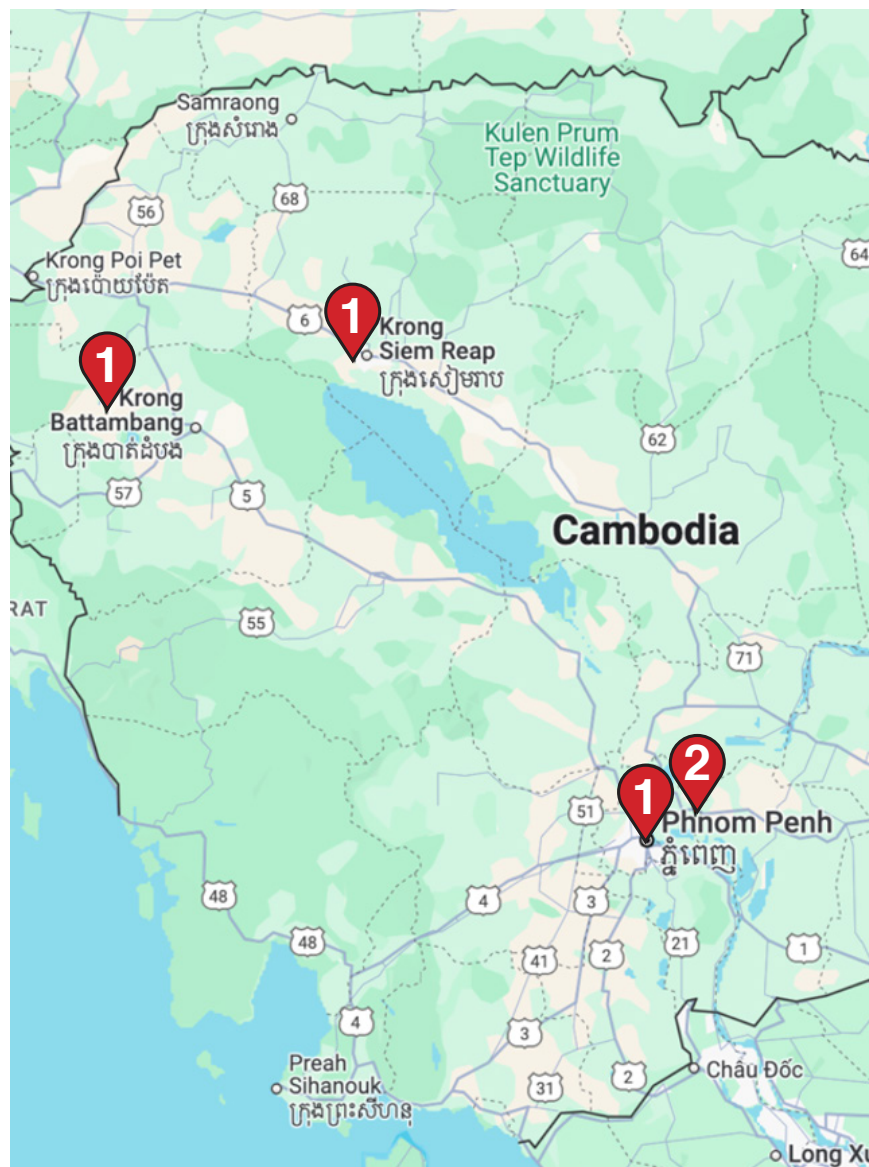 Samraong
ក្រុងសំរោង
Kulen Prum
Tep Wildlife
Sanctuary
68
56
64
Krong Poi Pet
ក្រុងប៉ោយប៉ែត
1
6
Krong
Siem Reap
ក្រុងសៀមរាប
1
Krong
Battambang
ក្រុងបាត់ដំបង
62
57
5
Cambodia
RAT
55
71
2
1
51
Phnom Penh
ភ្នំពេញ
48
4
3
48
41
2
21
1
4
3
31
2
Preah
Sihanouk
ក្រុងព្រះសីហនុ
Châu Đốc
Long Xu